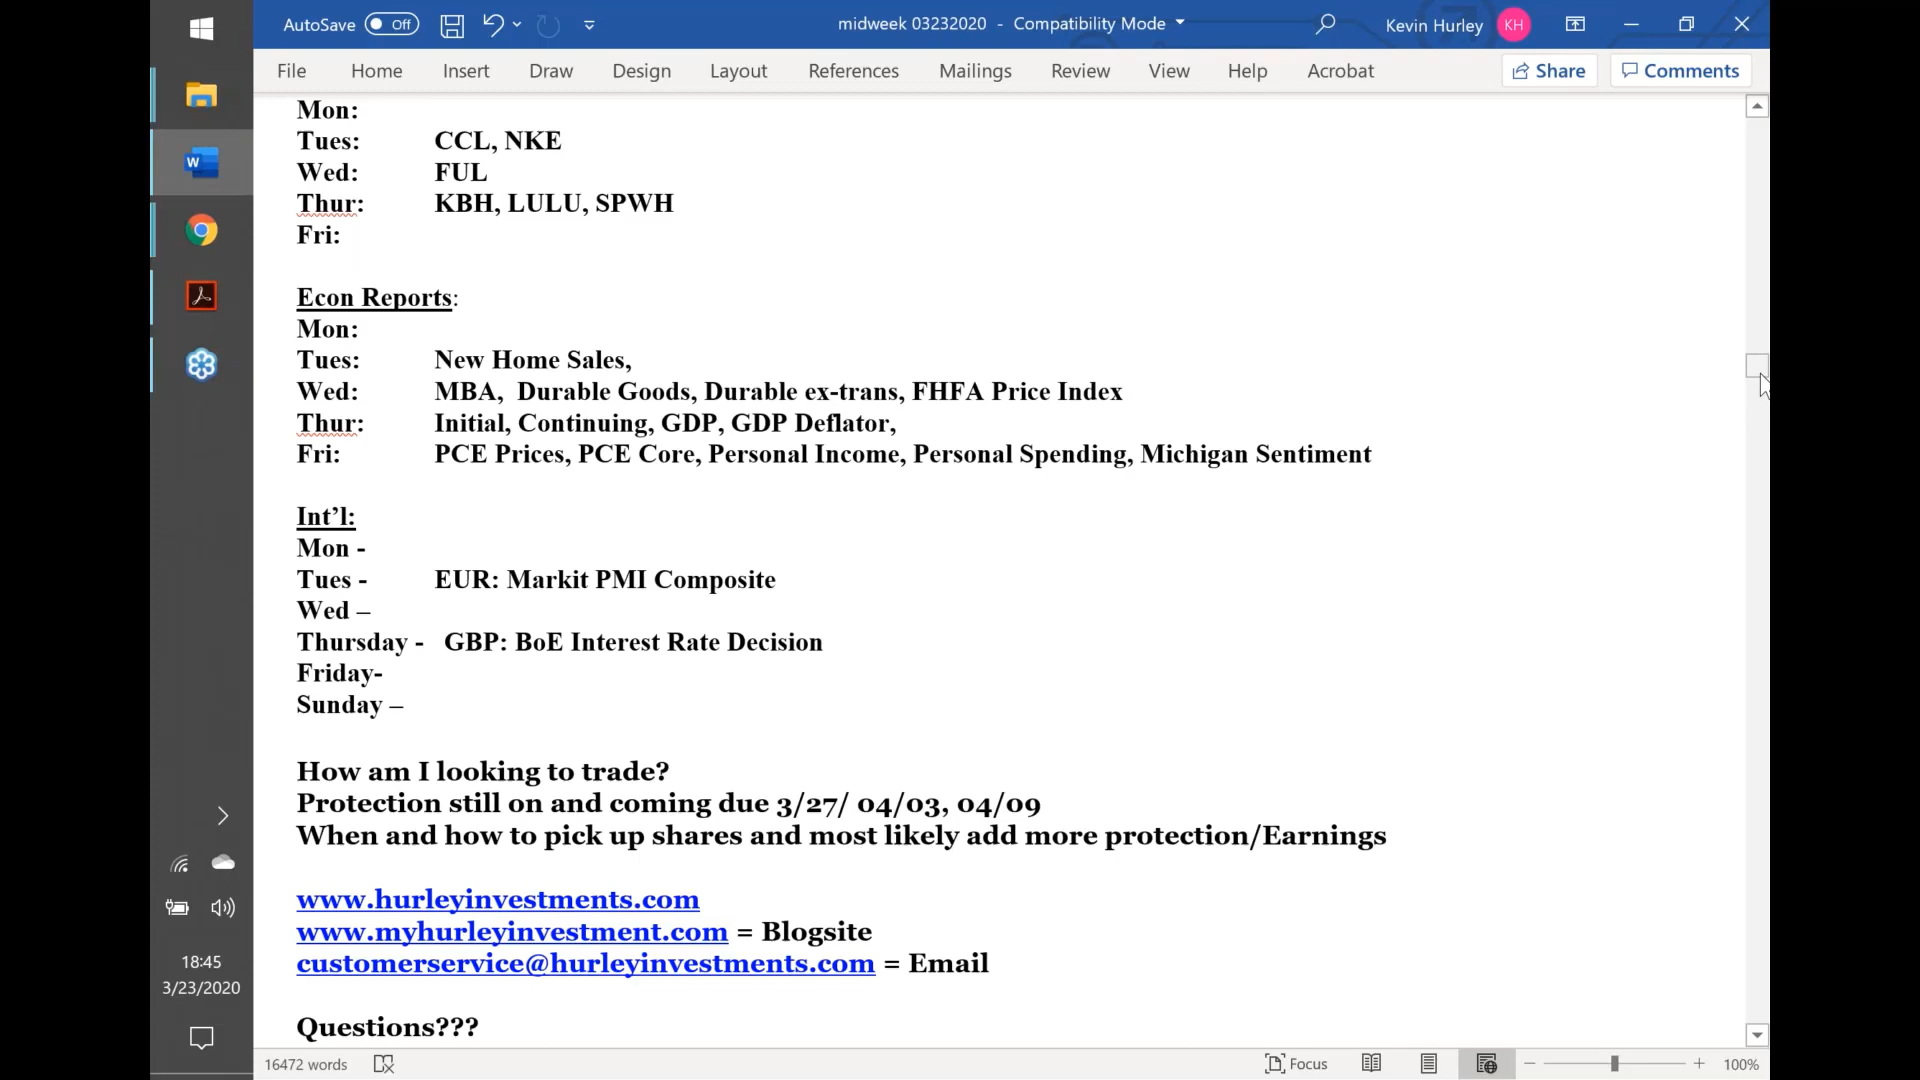 AutoSave Off midweek 03232020 - Compatibility Mode Kevin Hurley KH
File Home Insert Draw Design Layout References Mailings Review View Help Acrobat Share Comments
Mon:
Tues: CCL, NKE
Wed: FUL
Thur: KBH, LULU, SPWH
Fri:
Econ Reports:
Mon:
Tues: New Home Sales,
Wed: MBA, Durable Goods, Durable ex-trans, FHFA Price Index
Thur: Initial, Continuing, GDP, GDP Deflator,
Fri: PCE Prices, PCE Core, Personal Income, Personal Spending, Michigan Sentiment
Int’l:
Mon -
Tues - EUR: Markit PMI Composite
Wed –
Thursday - GBP: BoE Interest Rate Decision
Friday-
Sunday –
How am I looking to trade?
Protection still on and coming due 3/27/ 04/03, 04/09
When and how to pick up shares and most likely add more protection/Earnings
www.hurleyinvestments.com
www.myhurleyinvestment.com = Blogsite
customerservice@hurleyinvestments.com = Email
Questions???
18:45
3/23/2020
16472 words Focus 100%